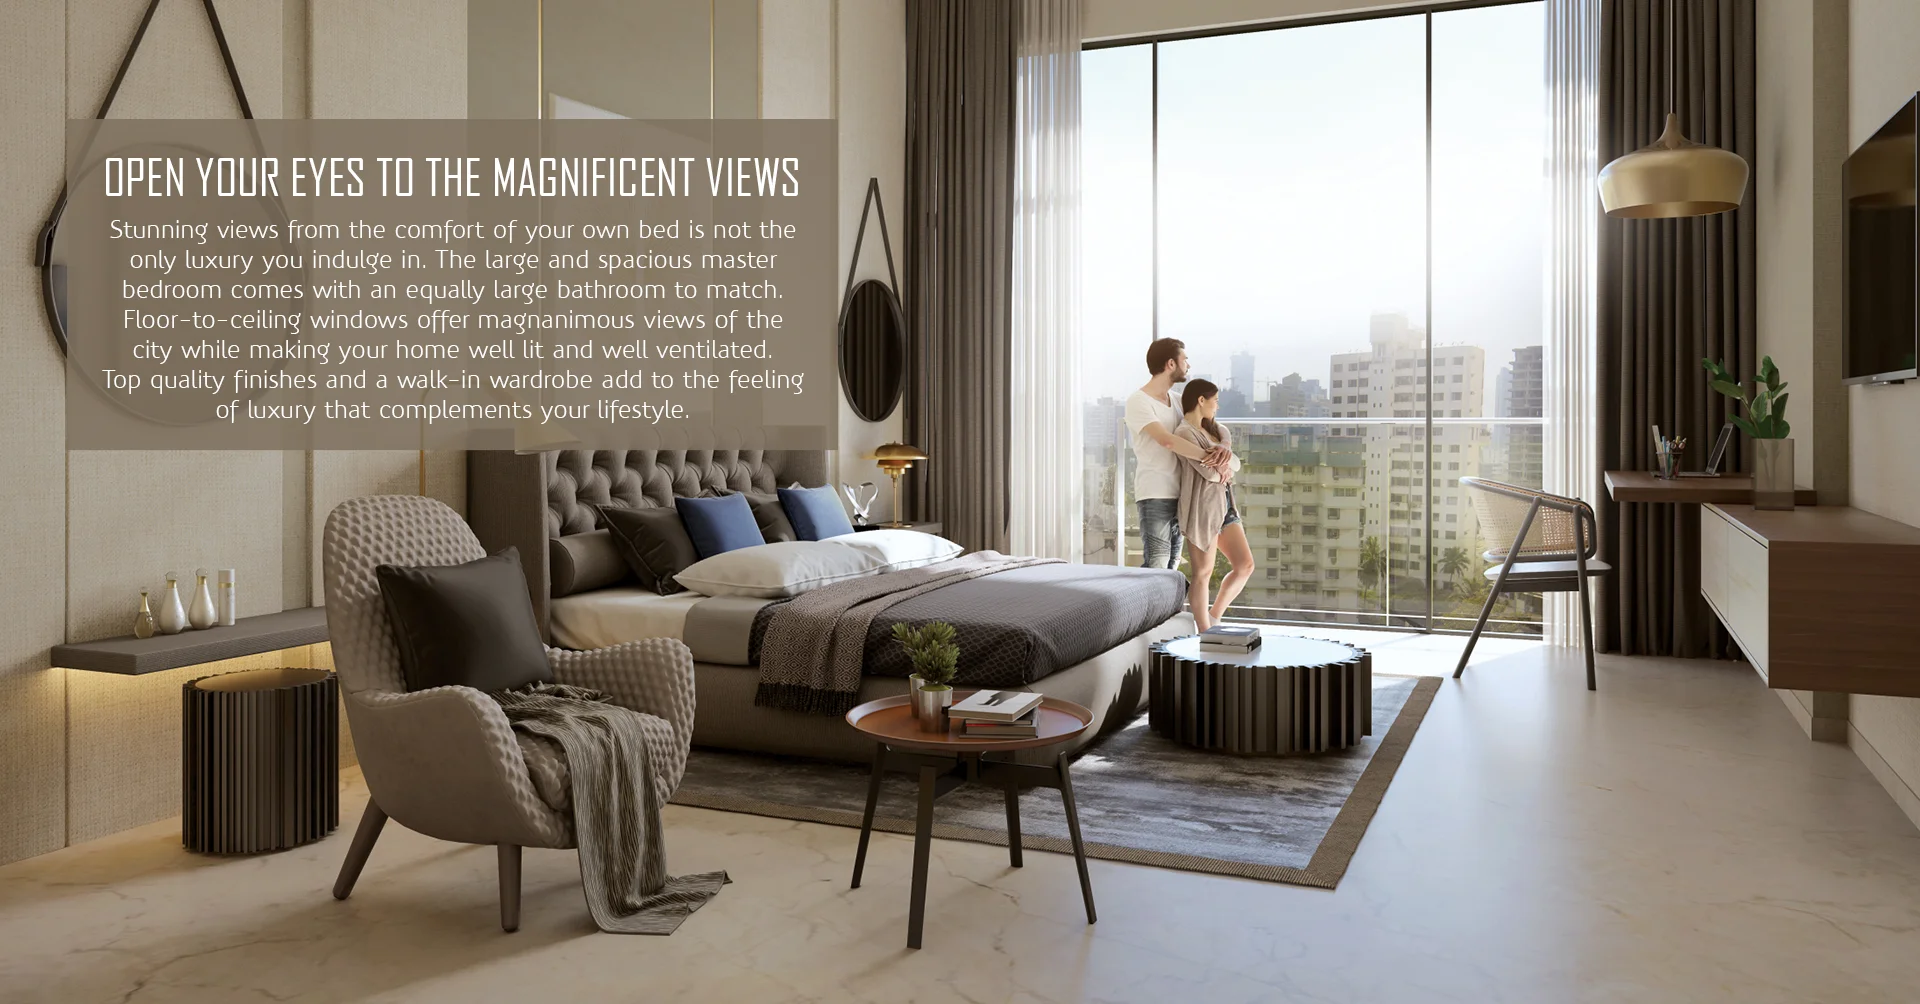 OPEN YOUR EYES TO THE MAGNIFICENT VIEWS
Stunning views from the comfort of your own bed is not the
only luxury you indulge in. The large and spacious master
bedroom comes with an equally large bathroom to match.
Floor-to-ceiling windows offer magnanimous views of the
city while making your home well lit and well ventilated.
Top quality finishes and a walk-in wardrobe add to the feeling
of luxury that complements your lifestyle.